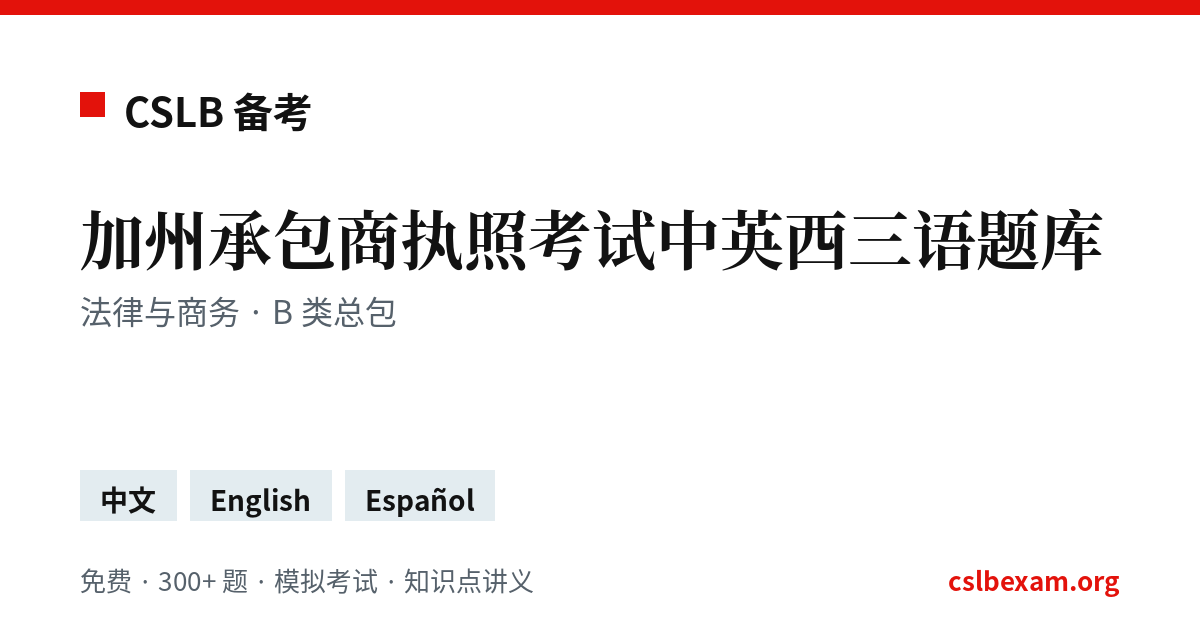 CSLB 备考
加州承包商执照考试中英西三语题库
法律与商务 · B 类总包
中文 English Español
免费 · 300+ 题 · 模拟考试 · 知识点讲义
cslbexam.org